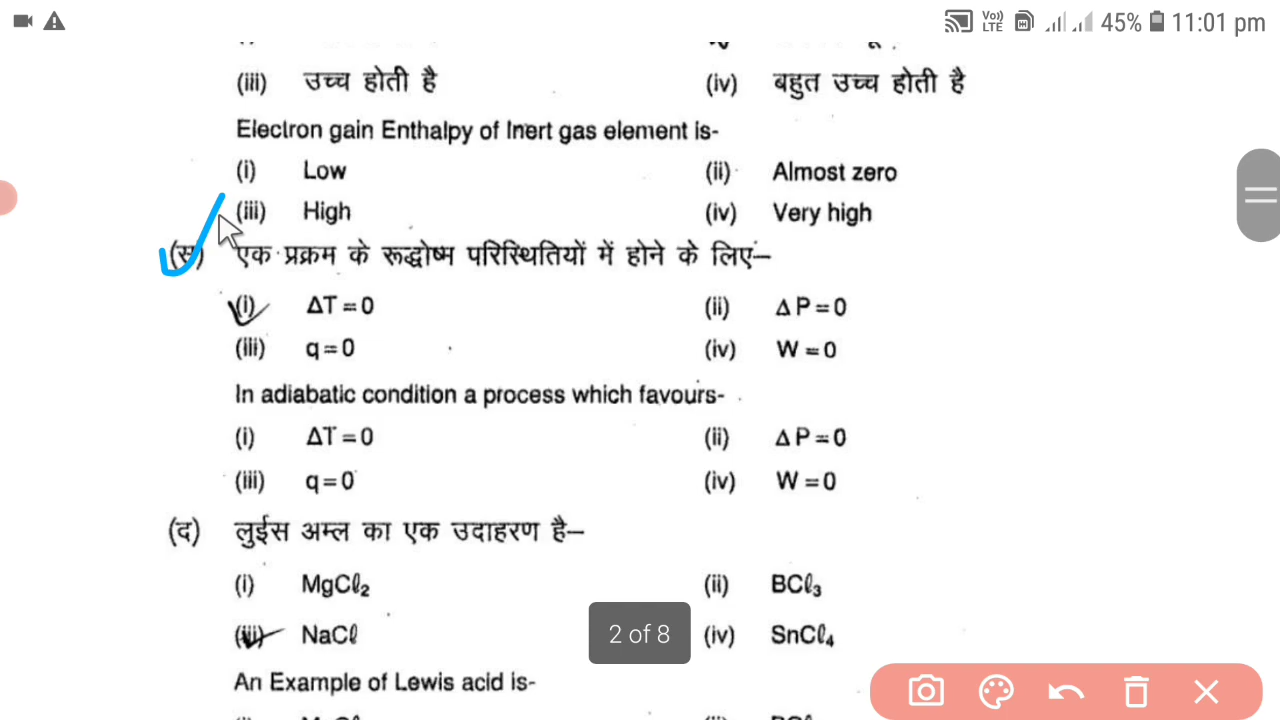 Vo)) LTE 45% 11:01 pm
(iii) उच्च होती है (iv) बहुत उच्च होती है
Electron gain Enthalpy of Inert gas element is-
(i) Low (ii) Almost zero
(iii) High (iv) Very high
(स) एक प्रक्रम के रूद्धोष्म परिस्थितियों में होने के लिए–
(i) ΔT = 0 (ii) ΔP = 0
(iii) q = 0 (iv) W = 0
In adiabatic condition a process which favours-
(i) ΔT = 0 (ii) ΔP = 0
(iii) q = 0 (iv) W = 0
(द) लुईस अम्ल का एक उदाहरण है–
(i) MgCℓ₂ (ii) BCℓ₃
(iii) NaCℓ (iv) SnCℓ₄
2 of 8
An Example of Lewis acid is-